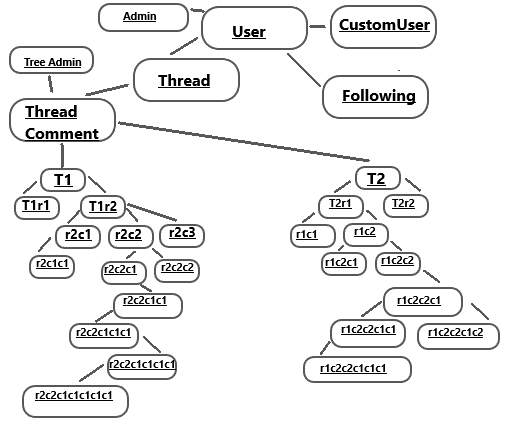 Admin
User
CustomUser
Tree Admin
Thread
Following
Thread
Comment
T1
T2
T1r1
T1r2
T2r1
T2r2
r2c1
r2c2
r2c3
r1c1
r1c2
r2c1c1
r2c2c1
r2c2c2
r1c2c1
r1c2c2
r2c2c1c1
r1c2c2c1
r2c2c1c1c1
r1c2c2c1c1
r1c2c2c1c2
r2c2c1c1c1c1
r1c2c2c1c1c1
r2c2c1c1c1c1c1